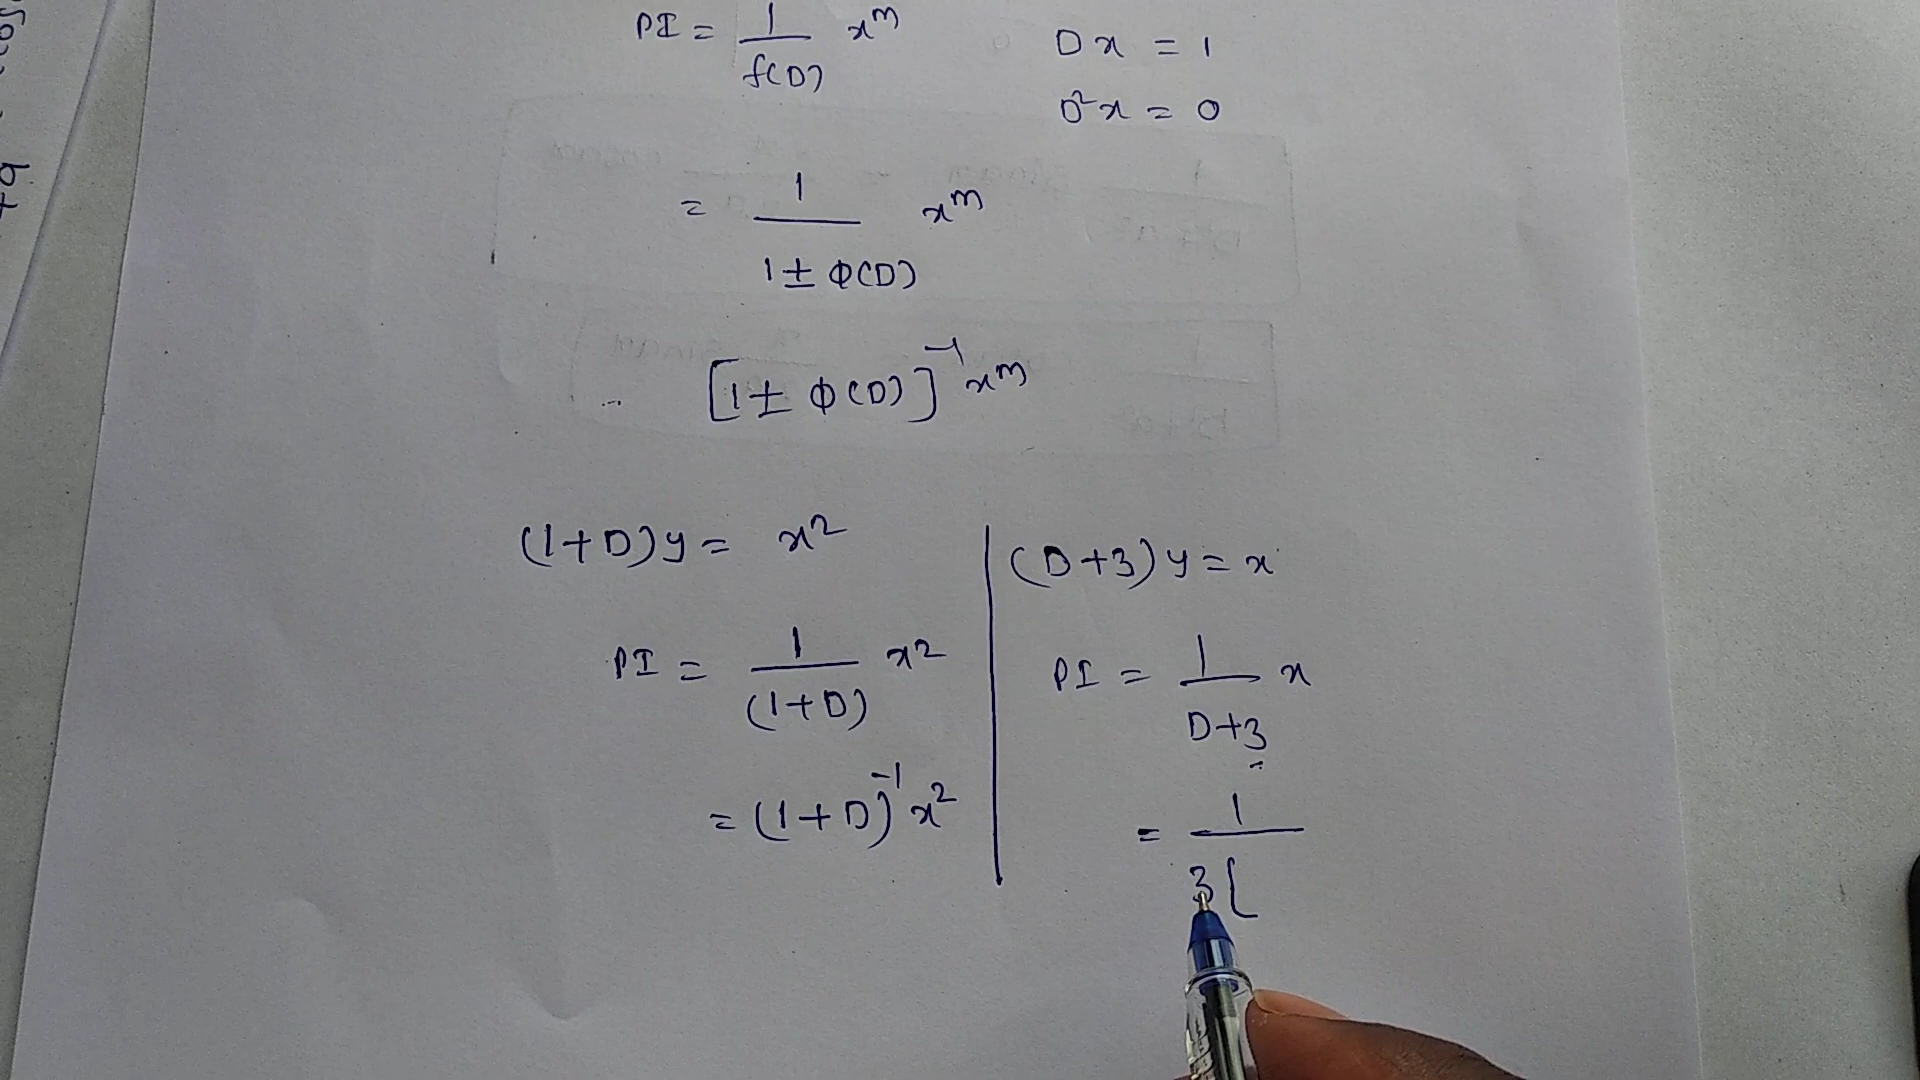 PI = 1/f(D) x^m
Dx = 1
D²x = 0
= 1/(1 ± Φ(D)) x^m
[1 ± Φ(D)]^-1 x^m
(1+D)y = x²
PI = 1/(1+D) x²
= (1+D)^-1 x²
(D+3)y = x
PI = 1/(D+3) x
= 1/3[